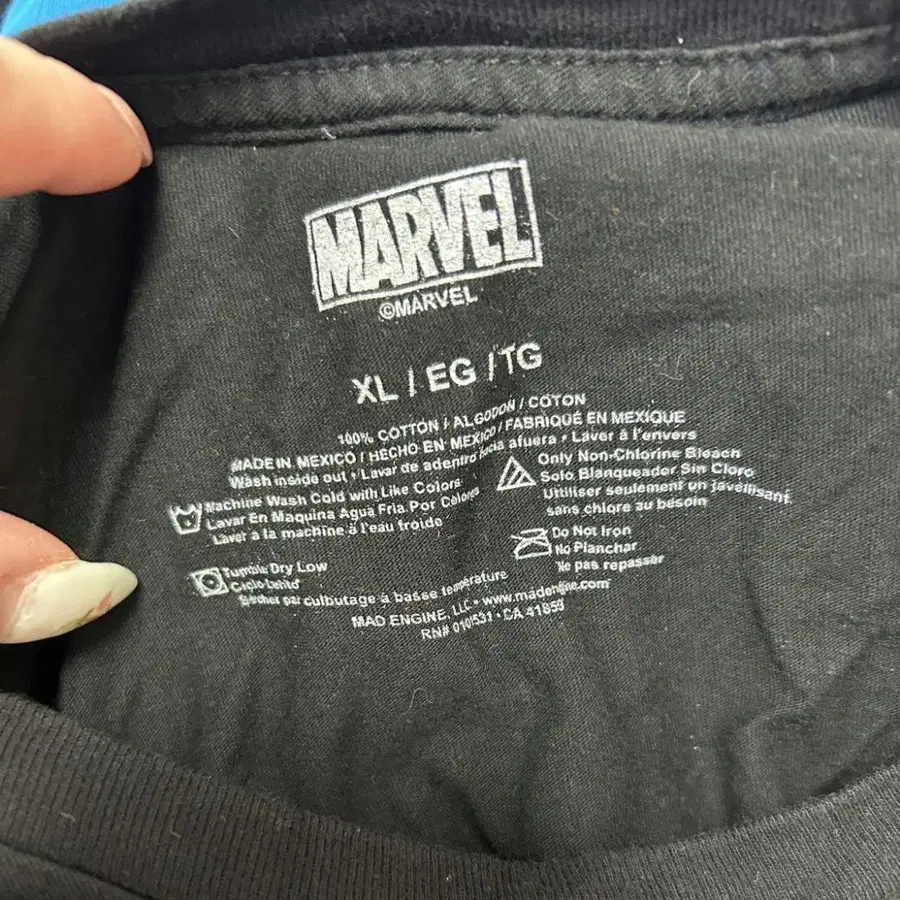 MARVEL
©MARVEL
XL / EG / TG
100% COTTON / ALGODON / COTON
MADE IN MEXICO / HECHO EN MEXICO / FABRIQUÉ EN MEXIQUE
Wash inside out • Lavar de adentro hacia afuera • Laver à l'envers
Machine Wash Cold with Like Colors
Lavar En Maquina Agua Fria Por Colores
Laver à la machine à l'eau froide
Only Non-Chlorine Bleach
Solo Blanqueador Sin Cloro
Utiliser seulement un javellisant
sans chlore au besoin
Do Not Iron
No Planchar
Ne pas repasser
Tumble Dry Low
Ciclo Lento
Sécher par culbutage à basse température
MAD ENGINE, LLC • www.madengine.com
RN# 010531 • CA 41855